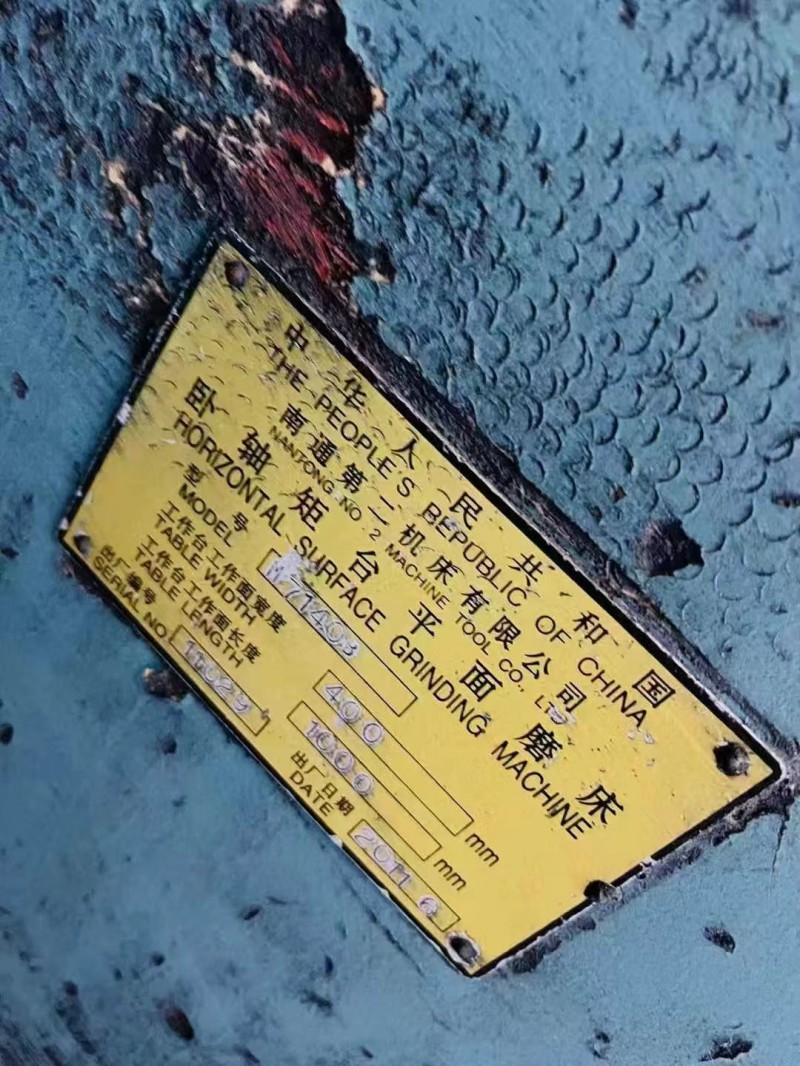 中华人民共和国
THE PEOPLE'S REPUBLIC OF CHINA
南通第二机床有限公司
NANTONG NO. 2 MACHINE TOOL CO., LTD
卧轴矩台平面磨床
HORIZONTAL SURFACE GRINDING MACHINE
型号
MODEL M7140B
工作台工作面宽度
TABLE WIDTH 400 mm
工作台工作面长度
TABLE LENGTH 1000 mm
出厂编号
SERIAL NO.
出厂日期
DATE 2011 6